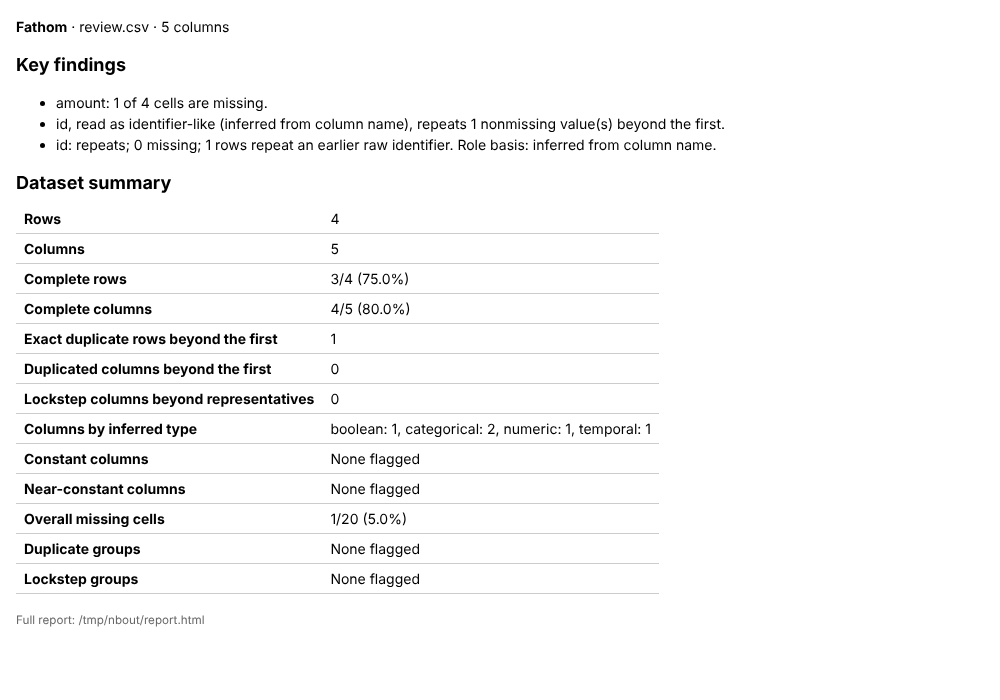 Fathom · review.csv · 5 columns
Key findings
• amount: 1 of 4 cells are missing.
• id, read as identifier-like (inferred from column name), repeats 1 nonmissing value(s) beyond the first.
• id: repeats; 0 missing; 1 rows repeat an earlier raw identifier. Role basis: inferred from column name.
Dataset summary
Rows 4
Columns 5
Complete rows 3/4 (75.0%)
Complete columns 4/5 (80.0%)
Exact duplicate rows beyond the first 1
Duplicated columns beyond the first 0
Lockstep columns beyond representatives 0
Columns by inferred type boolean: 1, categorical: 2, numeric: 1, temporal: 1
Constant columns None flagged
Near-constant columns None flagged
Overall missing cells 1/20 (5.0%)
Duplicate groups None flagged
Lockstep groups None flagged
Full report: /tmp/nbout/report.html